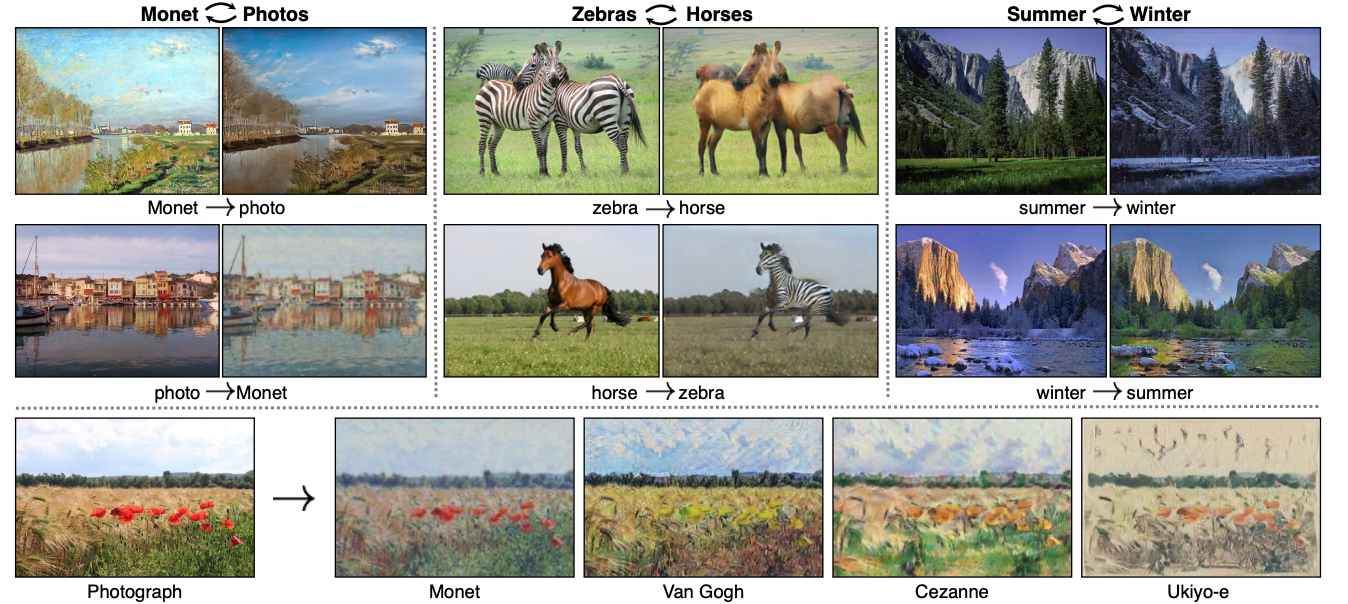 Monet ⇄ Photos
Zebras ⇄ Horses
Summer ⇄ Winter
Monet → photo
zebra → horse
summer → winter
photo → Monet
horse → zebra
winter → summer
Photograph
Monet
Van Gogh
Cezanne
Ukiyo-e